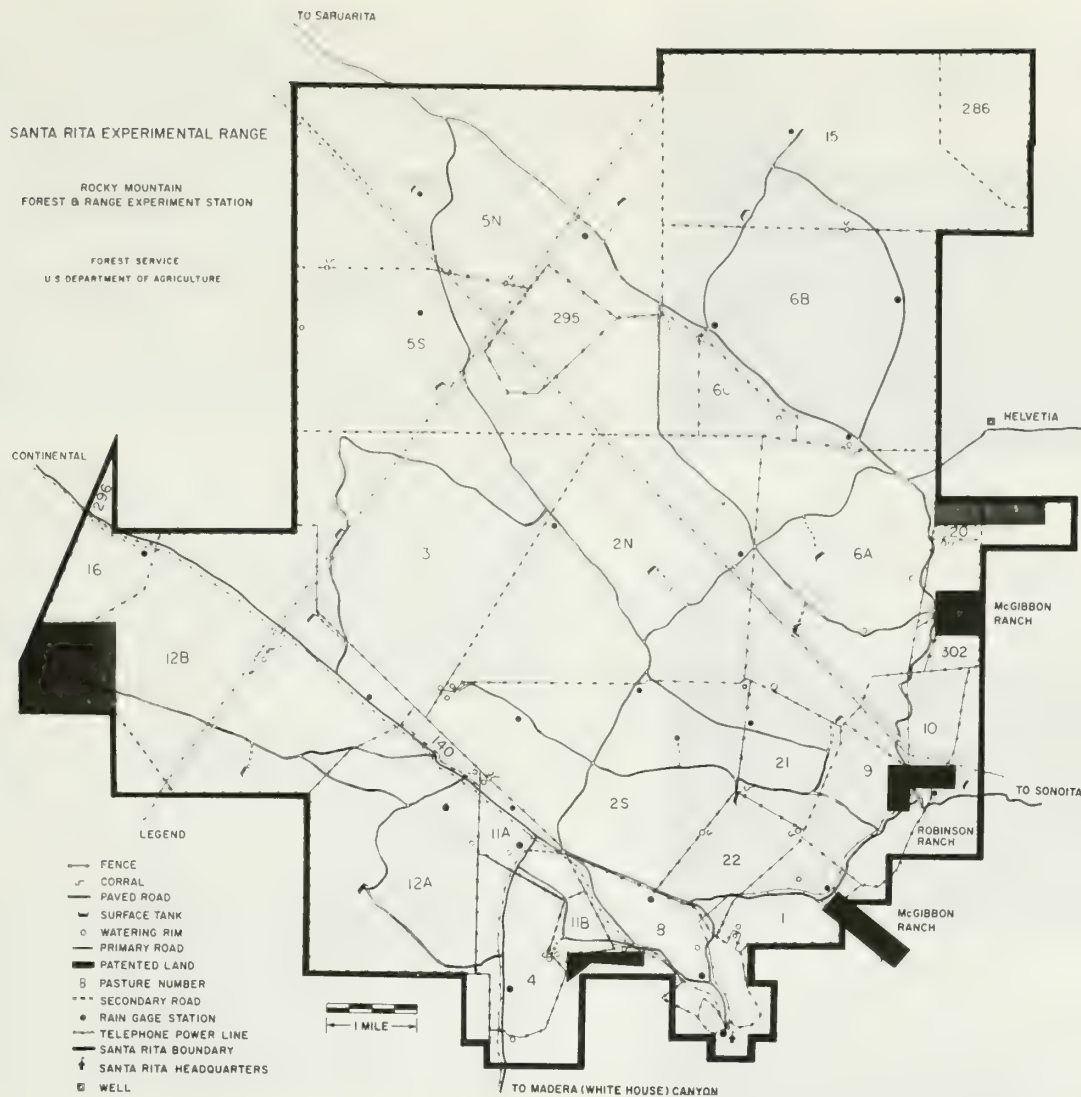 TO SARUARITA
SANTA RITA EXPERIMENTAL RANGE
ROCKY MOUNTAIN
FOREST & RANGE EXPERIMENT STATION
FOREST SERVICE
U S DEPARTMENT OF AGRICULTURE
286
15
5N
6B
295
5S
6C
HELVETIA
CONTINENTAL
296
20
3
2N
6A
16
McGIBBON
RANCH
12B
302
10
140
21
9
TO SONOITA
2S
LEGEND
11A
ROBINSON
RANCH
22
12A
11B
8
1
McGIBBON
RANCH
4
FENCE
CORRAL
PAVED ROAD
SURFACE TANK
WATERING RIM
PRIMARY ROAD
PATENTED LAND
8 PASTURE NUMBER
SECONDARY ROAD
RAIN GAGE STATION
TELEPHONE POWER LINE
SANTA RITA BOUNDARY
SANTA RITA HEADQUARTERS
WELL
1 MILE
TO MADERA (WHITE HOUSE) CANYON